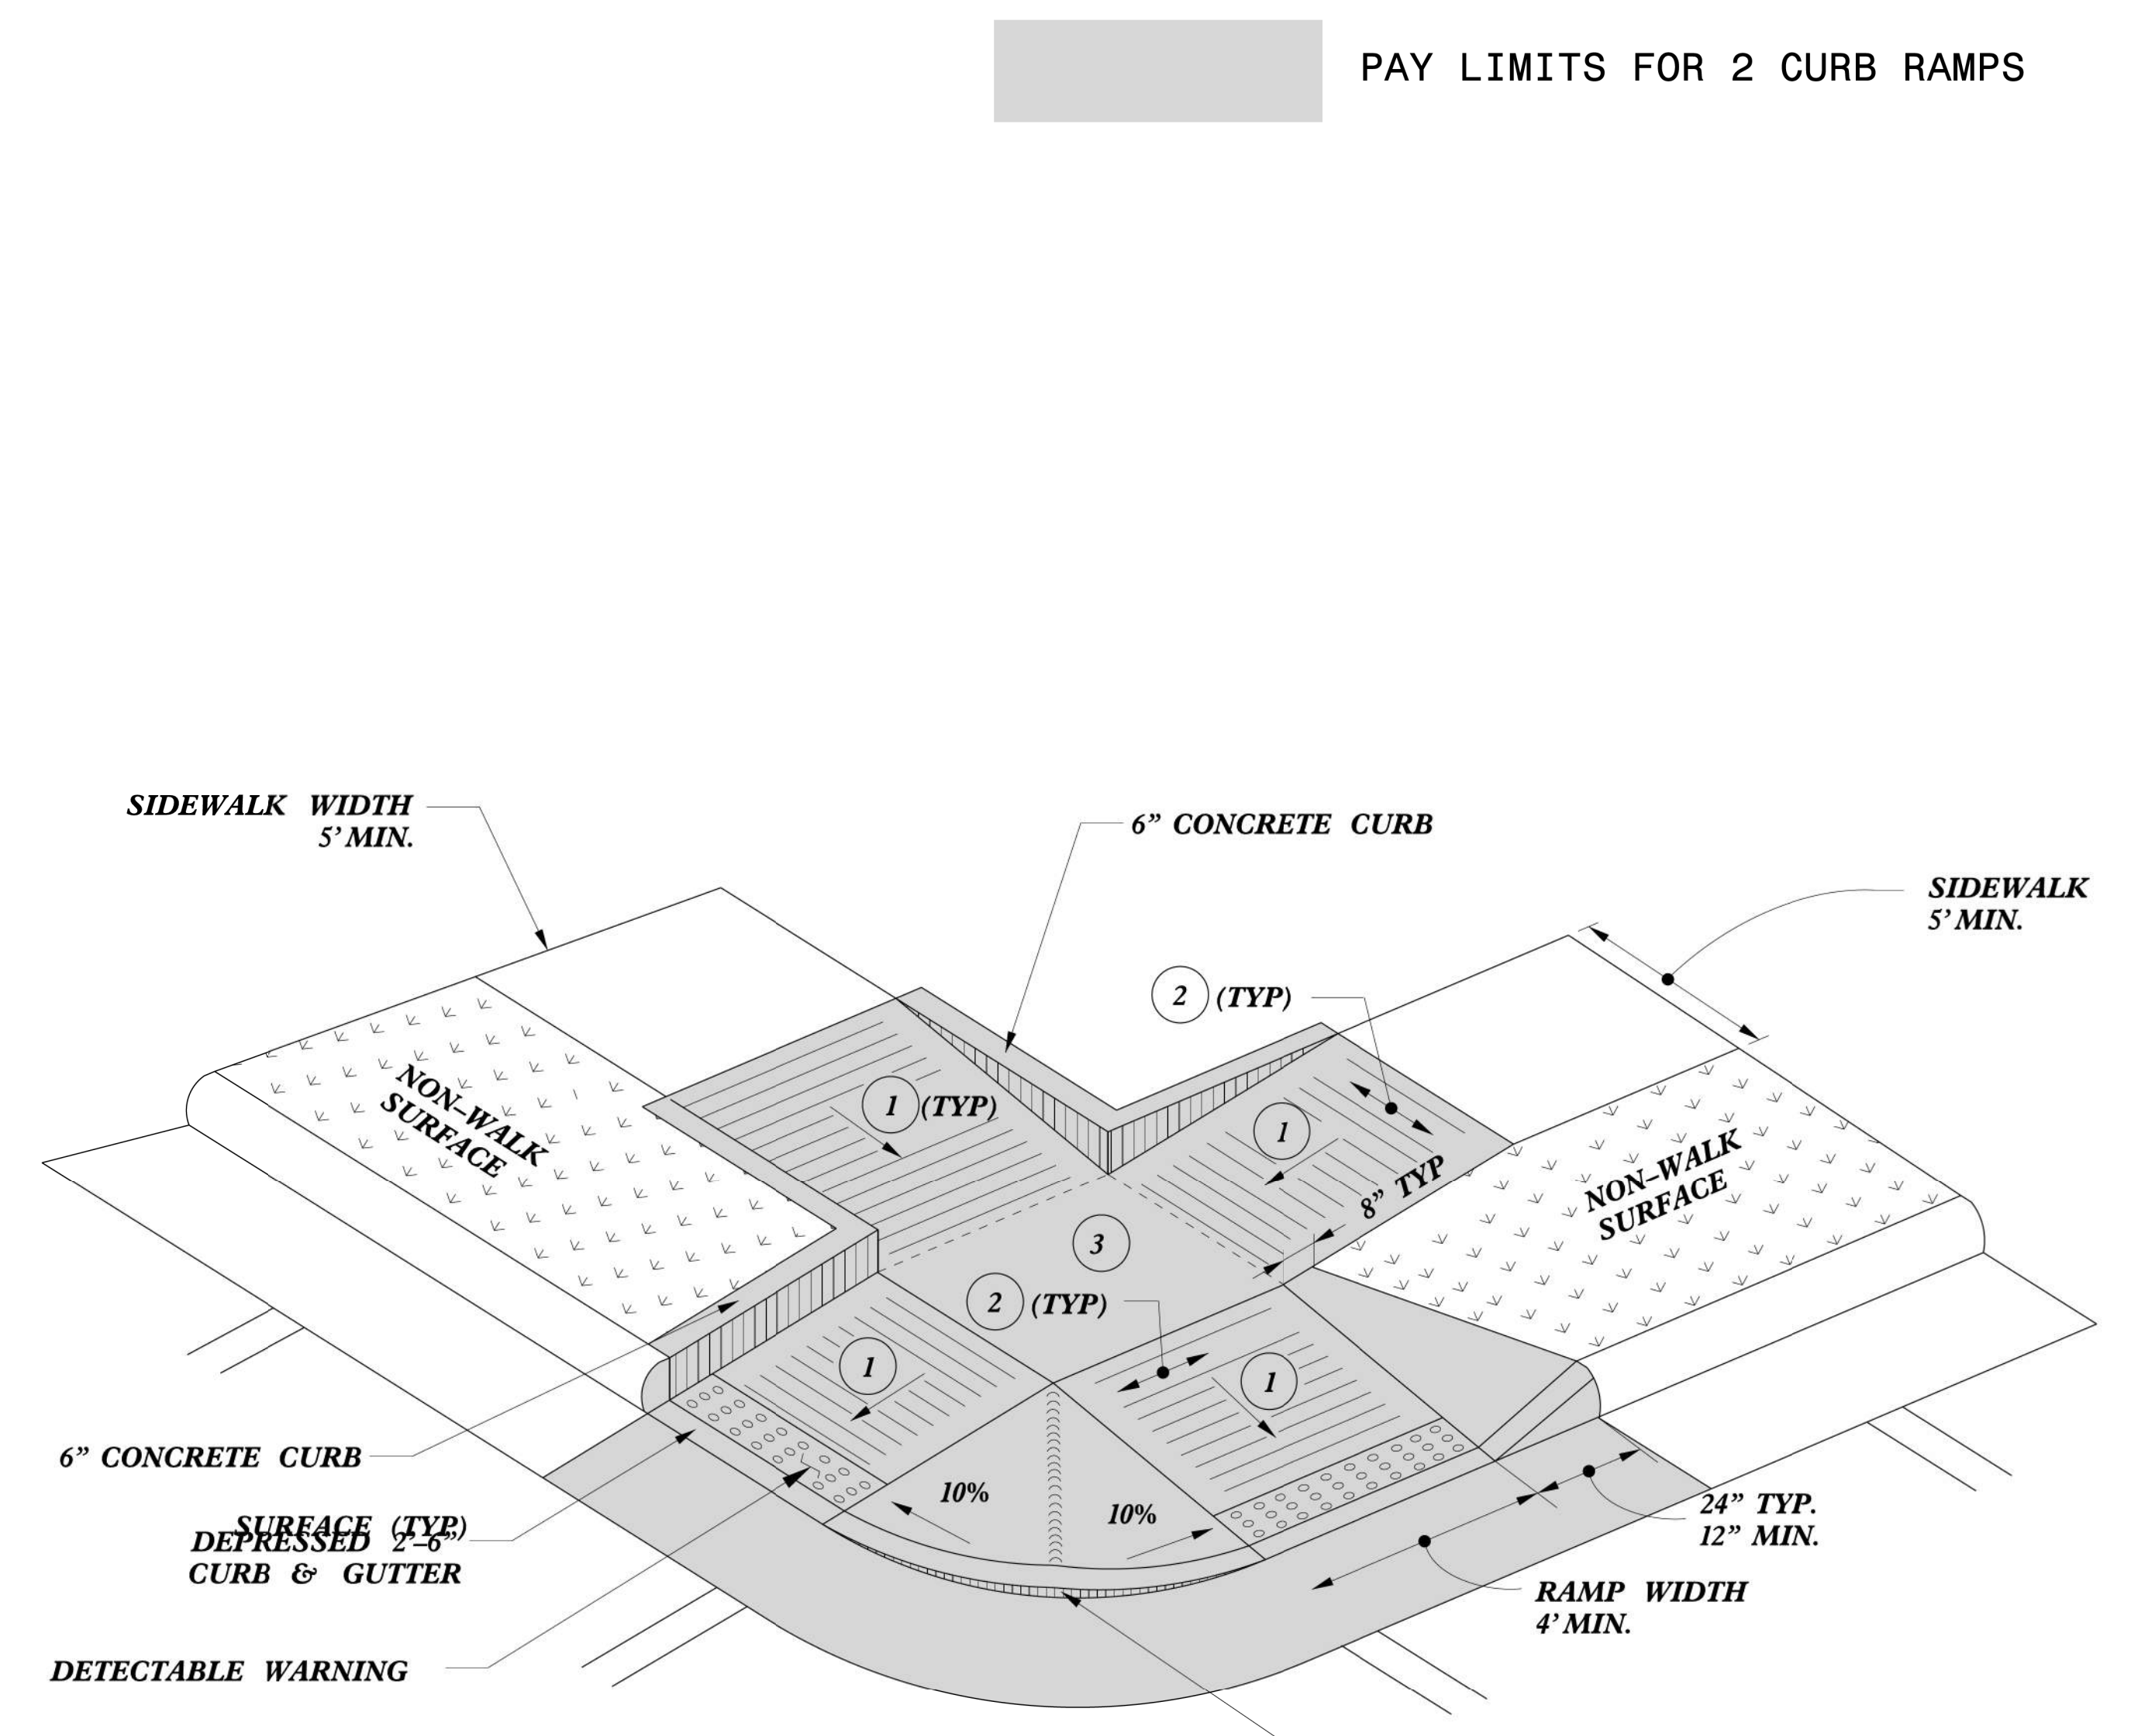 PAY LIMITS FOR 2 CURB RAMPS
SIDEWALK WIDTH
5' MIN.
6” CONCRETE CURB
SIDEWALK
5' MIN.
2 (TYP)
NON-WALK
SURFACE
1 (TYP)
1
8” TYP
NON-WALK
SURFACE
3
2 (TYP)
1
1
6” CONCRETE CURB
10%
10%
SURFACE (TYP)
DEPRESSED 2'-6”
CURB & GUTTER
24” TYP.
12” MIN.
RAMP WIDTH
4' MIN.
DETECTABLE WARNING